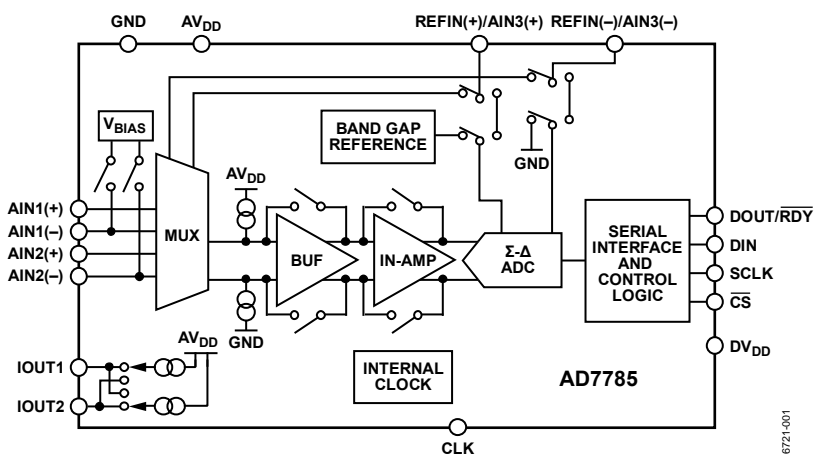 GND
AVDD
REFIN(+)/AIN3(+)
REFIN(–)/AIN3(–)
VBIAS
BAND GAP
REFERENCE
GND
AVDD
AIN1(+)
AIN1(–)
AIN2(+)
AIN2(–)
MUX
BUF
IN-AMP
Σ-Δ
ADC
SERIAL
INTERFACE
AND
CONTROL
LOGIC
DOUT/RDY
DIN
SCLK
CS
DVDD
GND
AVDD
IOUT1
IOUT2
INTERNAL
CLOCK
AD7785
CLK
6721-001